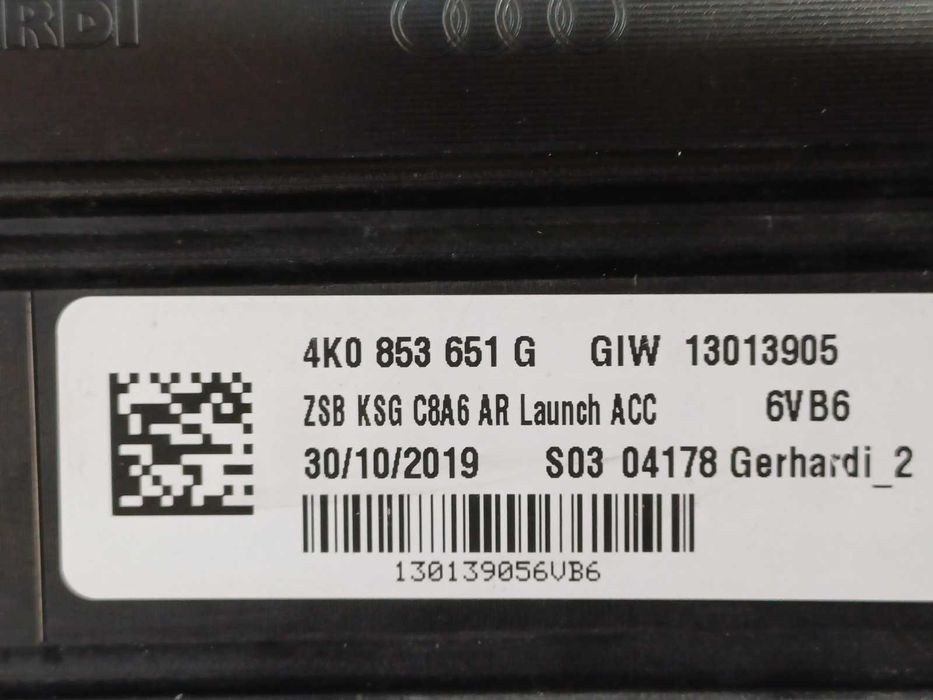 RDI
4K0 853 651 G GIW 13013905
ZSB KSG C8A6 AR Launch ACC 6VB6
30/10/2019 S03 04178 Gerhardi_2
130139056VB6